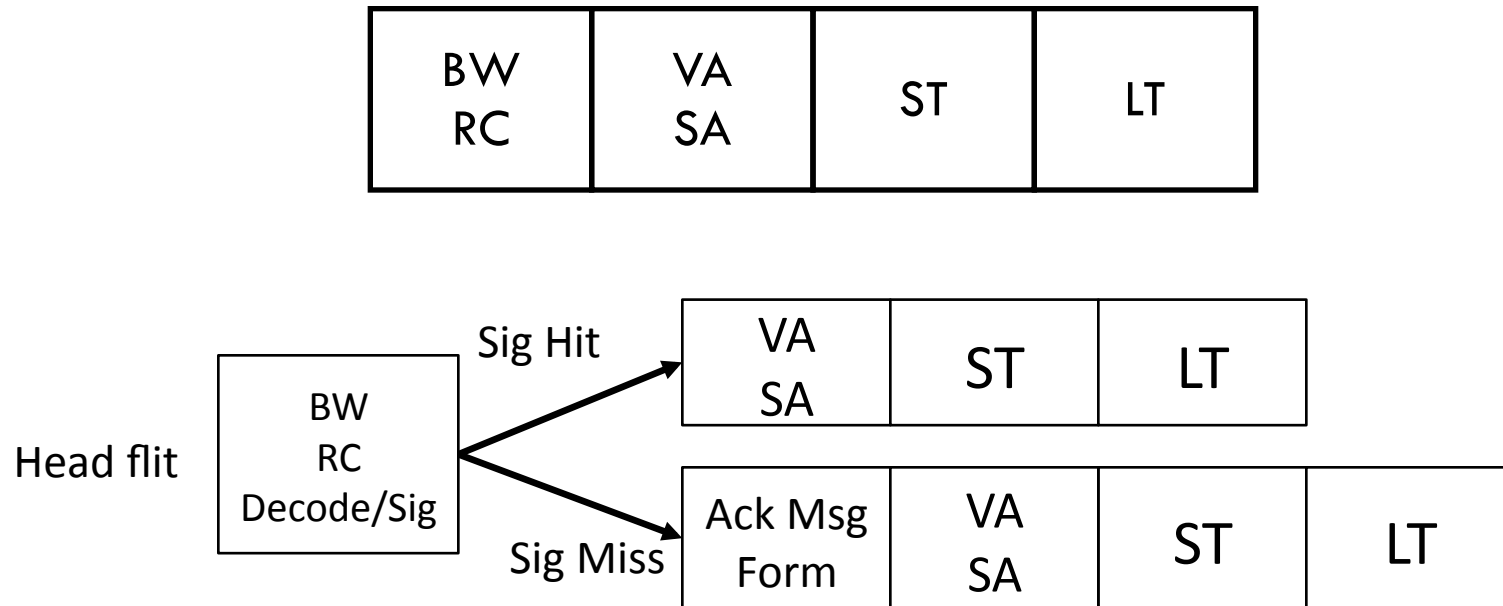 BW
RC
VA
SA
ST
LT
Sig Hit
VA
SA
ST
LT
Head flit
BW
RC
Decode/Sig
Sig Miss
Ack Msg
Form
VA
SA
ST
LT